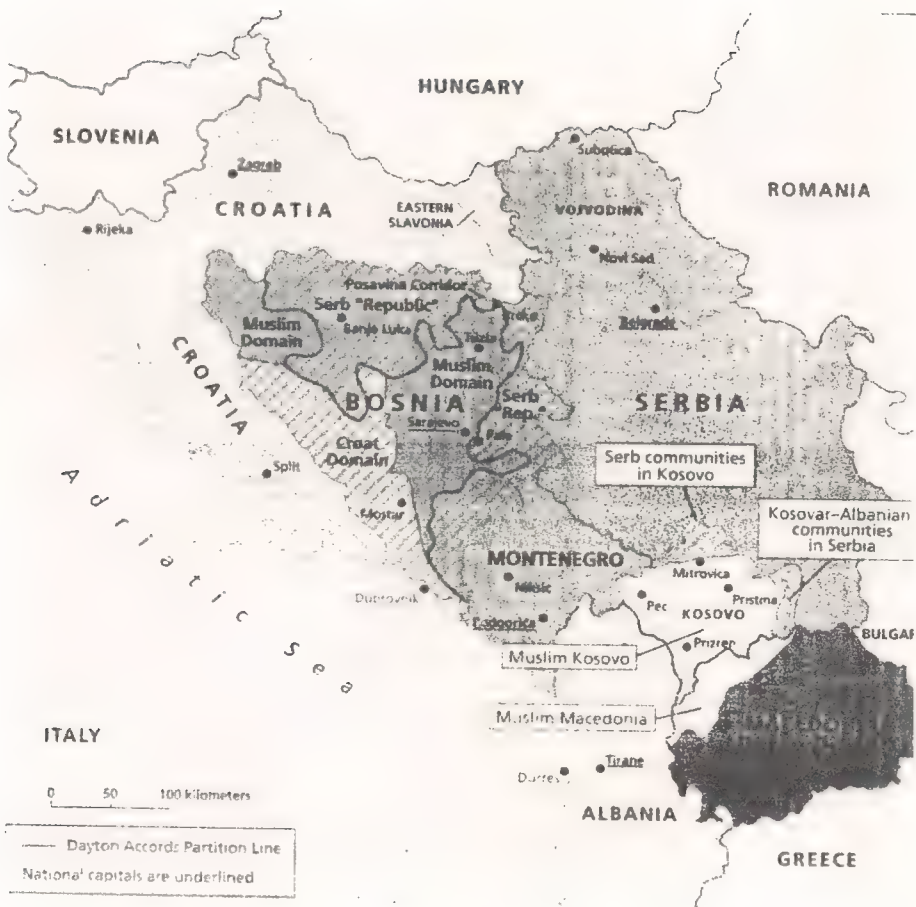 HUNGARY
SLOVENIA
Subotica
Zagreb
ROMANIA
CROATIA
EASTERN
SLAVONIA
VOJVODINA
Rijeka
Novi Sad
Posavina Corridor
Serb "Republic"
Banja Luka
Belgrade
Muslim
Domain
Tuzla
Muslim
Domain
CROATIA
BOSNIA
Serb
Rep."
SERBIA
Sarajevo
Pale
Croat
Domain
Serb communities
in Kosovo
Split
Adriatic Sea
Mostar
Kosovar-Albanian
communities
in Serbia
MONTENEGRO
Mitrovica
Niksic
Pec
Pristina
Dubrovnik
KOSOVO
Podgorica
BULGAR
Prizren
Muslim Kosovo
Muslim Macedonia
ITALY
Durres
Tirane
0 50 100 kilometers
ALBANIA
Dayton Accords Partition Line
National capitals are underlined
GREECE